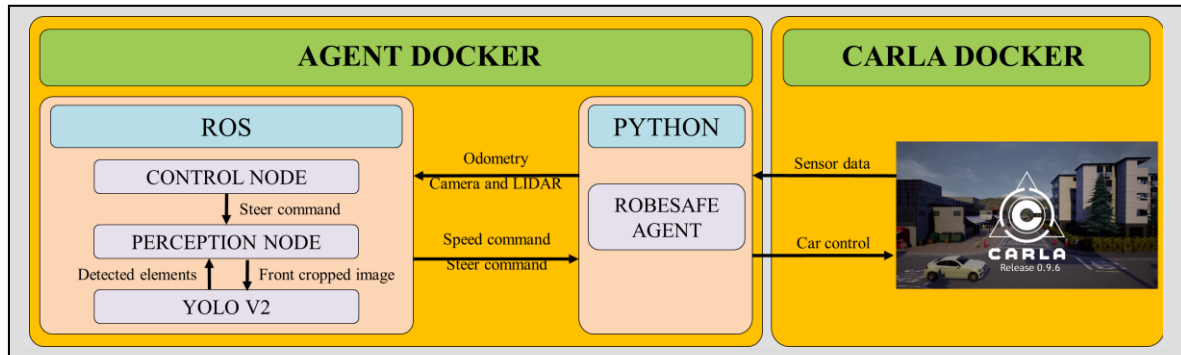 AGENT DOCKER
CARLA DOCKER
ROS
PYTHON
CONTROL NODE
Steer command
PERCEPTION NODE
Detected elements
Front cropped image
YOLO V2
Odometry
Camera and LIDAR
Speed command
Steer command
ROBESAFE
AGENT
Sensor data
Car control
CARLA
Release 0.9.6